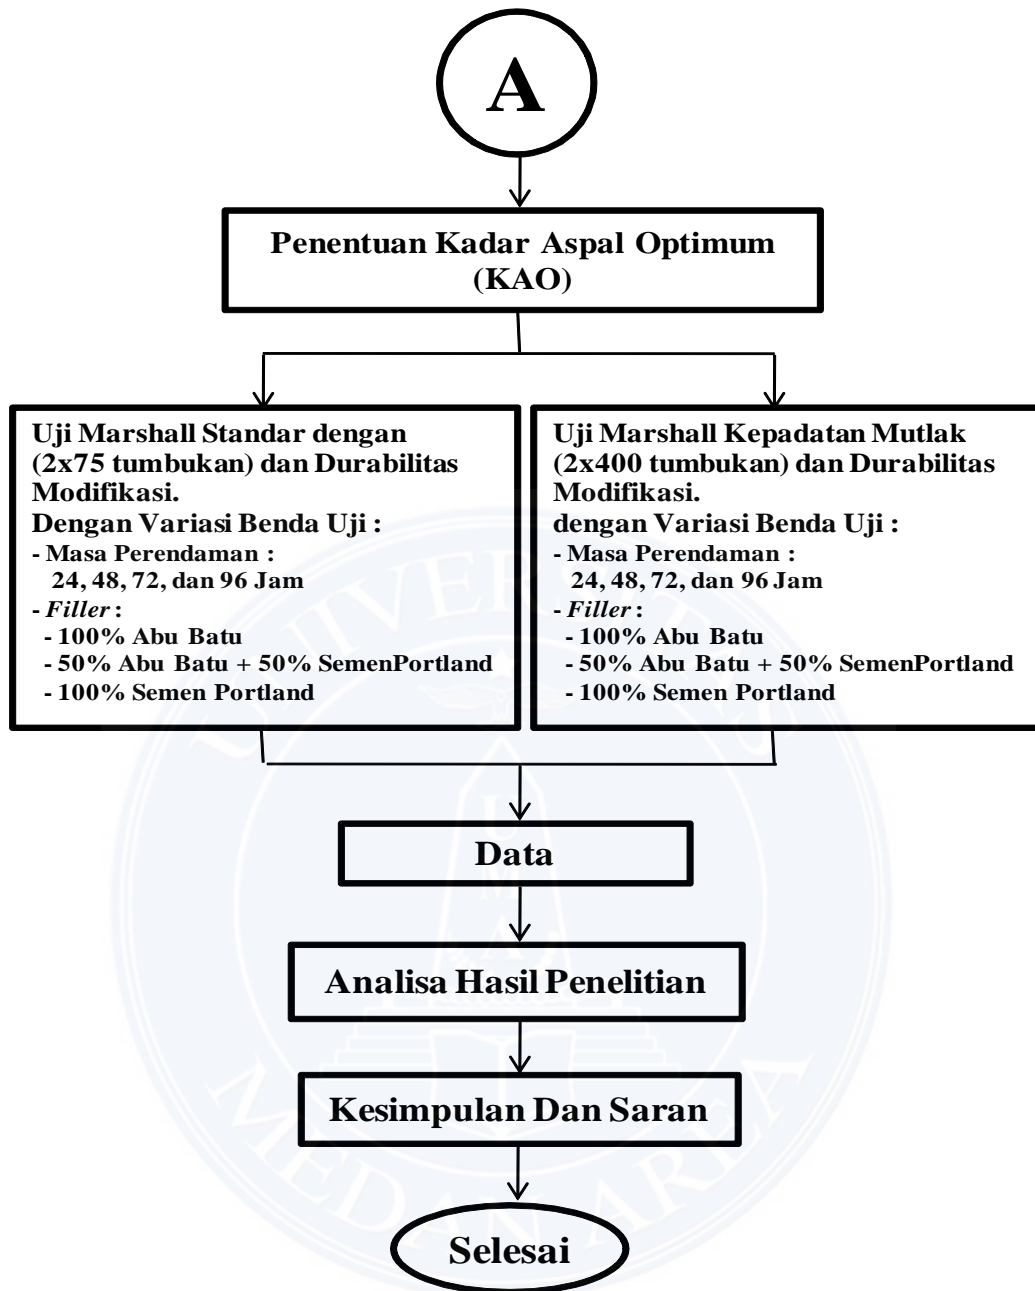 A
Penentuan Kadar Aspal Optimum
(KAO)
Uji Marshall Standar dengan
(2x75 tumbukan) dan Durabilitas
Modifikasi.
Dengan Variasi Benda Uji :
- Masa Perendaman :
24, 48, 72, dan 96 Jam
- Filler :
- 100% Abu Batu
- 50% Abu Batu + 50% SemenPortland
- 100% Semen Portland
Uji Marshall Kepadatan Mutlak
(2x400 tumbukan) dan Durabilitas
Modifikasi.
dengan Variasi Benda Uji :
- Masa Perendaman :
24, 48, 72, dan 96 Jam
- Filler :
- 100% Abu Batu
- 50% Abu Batu + 50% SemenPortland
- 100% Semen Portland
Data
Analisa Hasil Penelitian
Kesimpulan Dan Saran
Selesai
UNIVERSITAS
UMA
MEDAN AREA